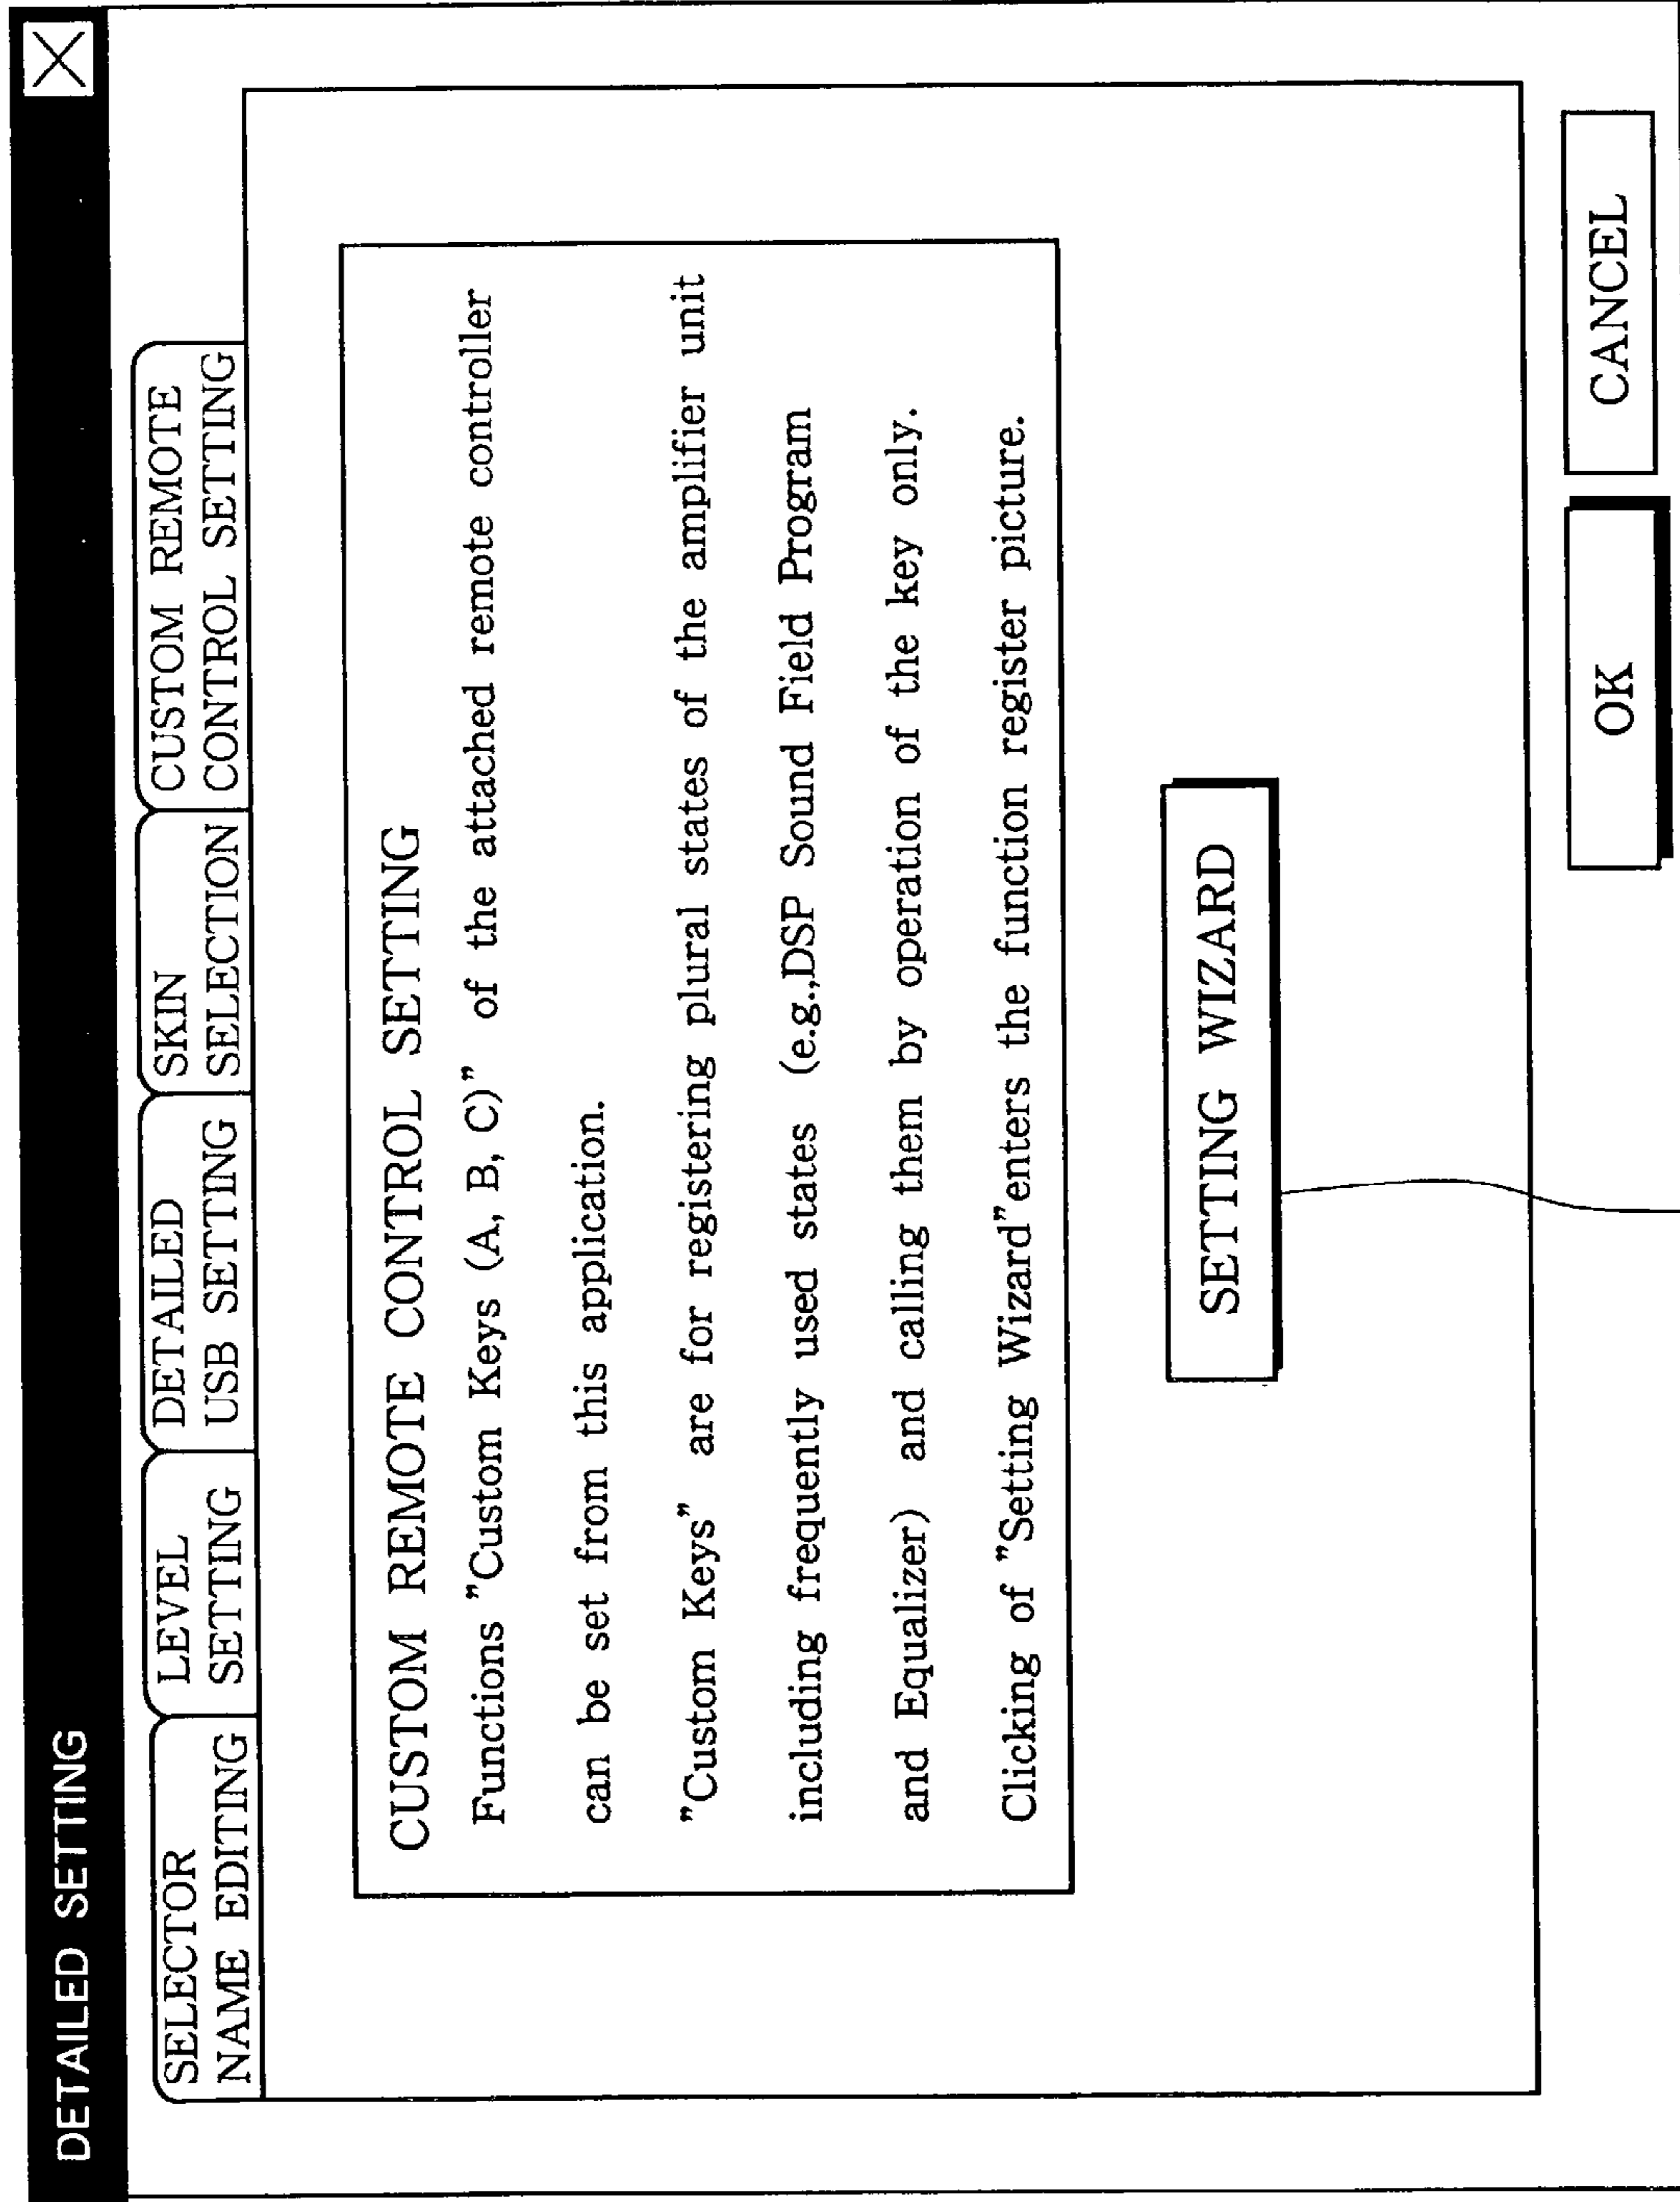 DETAILED SETTING
SELECTOR
NAME EDITING
LEVEL
SETTING
DETAILED
USB SETTING
SKIN
SELECTION
CUSTOM REMOTE
CONTROL SETTING
CUSTOM REMOTE CONTROL SETTING
Functions "Custom Keys (A, B, C)" of the attached remote controller
can be set from this application.
"Custom Keys" are for registering plural states of the amplifier unit
including frequently used states (e.g.,DSP Sound Field Program
and Equalizer) and calling them by operation of the key only.
Clicking of "Setting Wizard"enters the function register picture.
SETTING WIZARD
OK
CANCEL